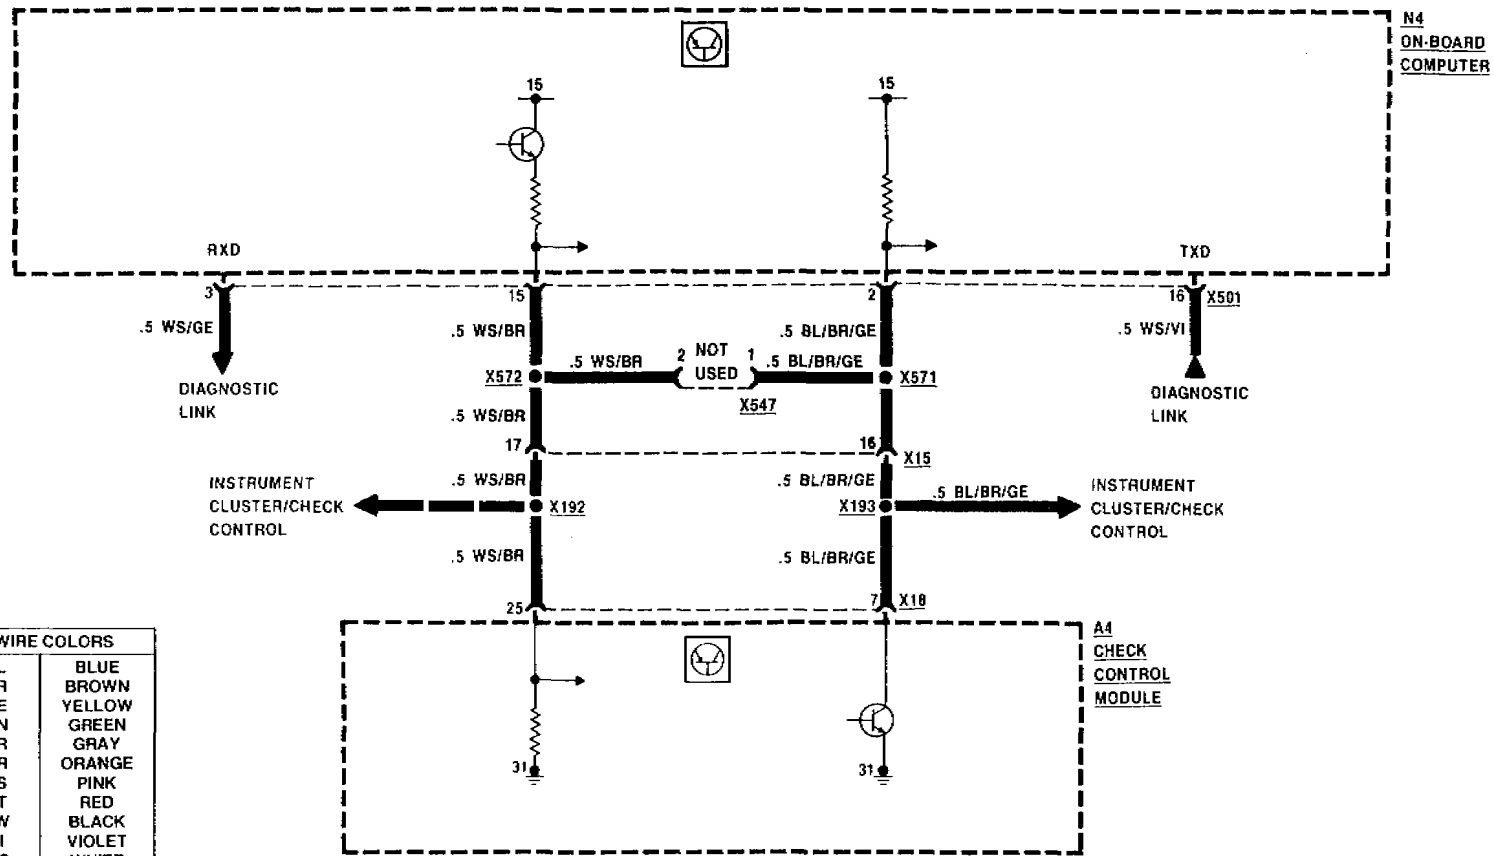 N4
ON-BOARD
COMPUTER
15
15
RXD
TXD
3
15
2
16
X501
.5 WS/GE
.5 WS/BR
.5 BL/BR/GE
.5 WS/VI
DIAGNOSTIC
LINK
X572
.5 WS/BR
2
NOT
USED
1
.5 BL/BR/GE
X547
X571
DIAGNOSTIC
LINK
.5 WS/BR
17
16
X15
.5 WS/BR
.5 BL/BR/GE
INSTRUMENT
CLUSTER/CHECK
CONTROL
X192
X193
.5 BL/BR/GE
INSTRUMENT
CLUSTER/CHECK
CONTROL
.5 WS/BR
.5 BL/BR/GE
25
7
X18
A4
CHECK
CONTROL
MODULE
31
31
WIRE COLORS
BLUE
BROWN
YELLOW
GREEN
GRAY
ORANGE
PINK
RED
BLACK
VIOLET